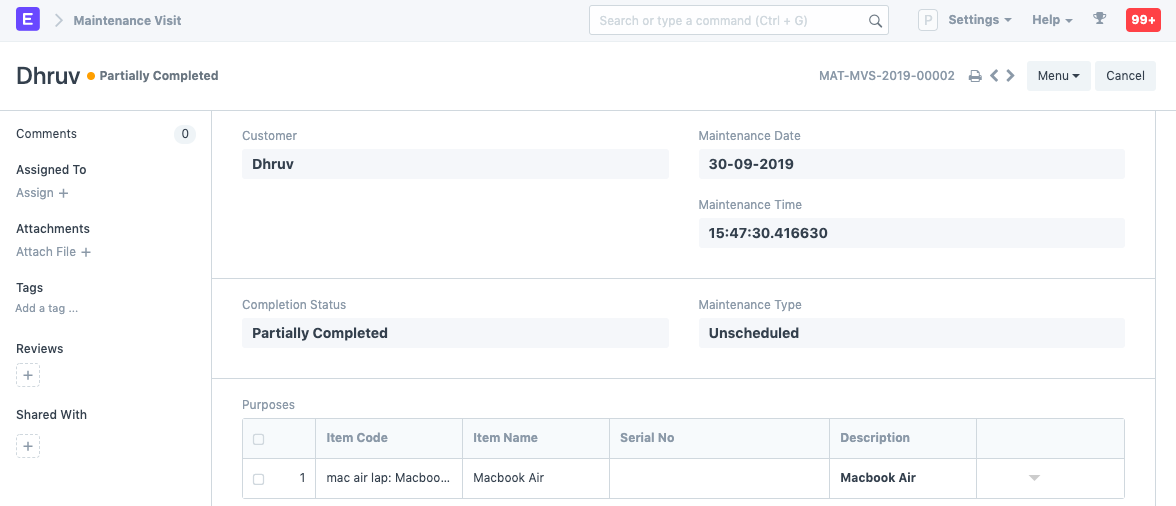 E Maintenance Visit Search or type a command (Ctrl + G) P Settings Help 99+
Dhruv Partially Completed MAT-MVS-2019-00002 Menu Cancel
Comments 0
Assigned To
Assign +
Attachments
Attach File +
Tags
Add a tag ...
Reviews
+
Shared With
+
Customer
Dhruv
Maintenance Date
30-09-2019
Maintenance Time
15:47:30.416630
Completion Status
Partially Completed
Maintenance Type
Unscheduled
Purposes
Item Code Item Name Serial No Description
1 mac air lap: Macboo... Macbook Air Macbook Air